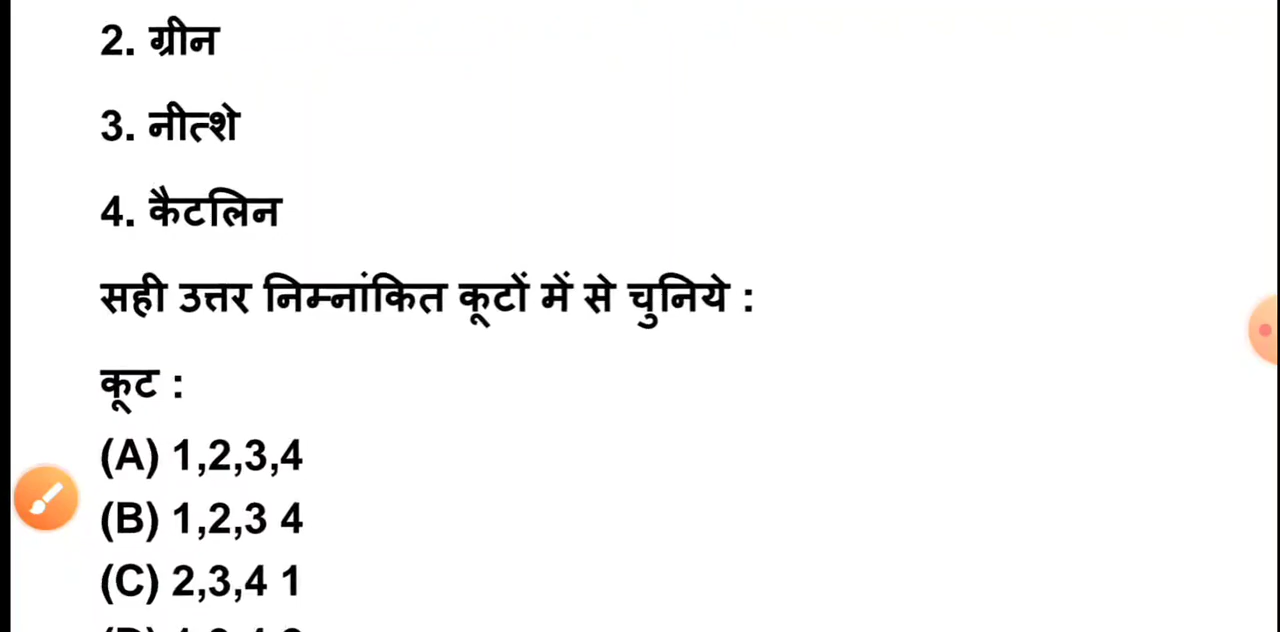 2. ग्रीन
3. नीत्शे
4. कैटलिन
सही उत्तर निम्नांकित कूटों में से चुनिये :
कूट :
(A) 1,2,3,4
(B) 1,2,3 4
(C) 2,3,4 1